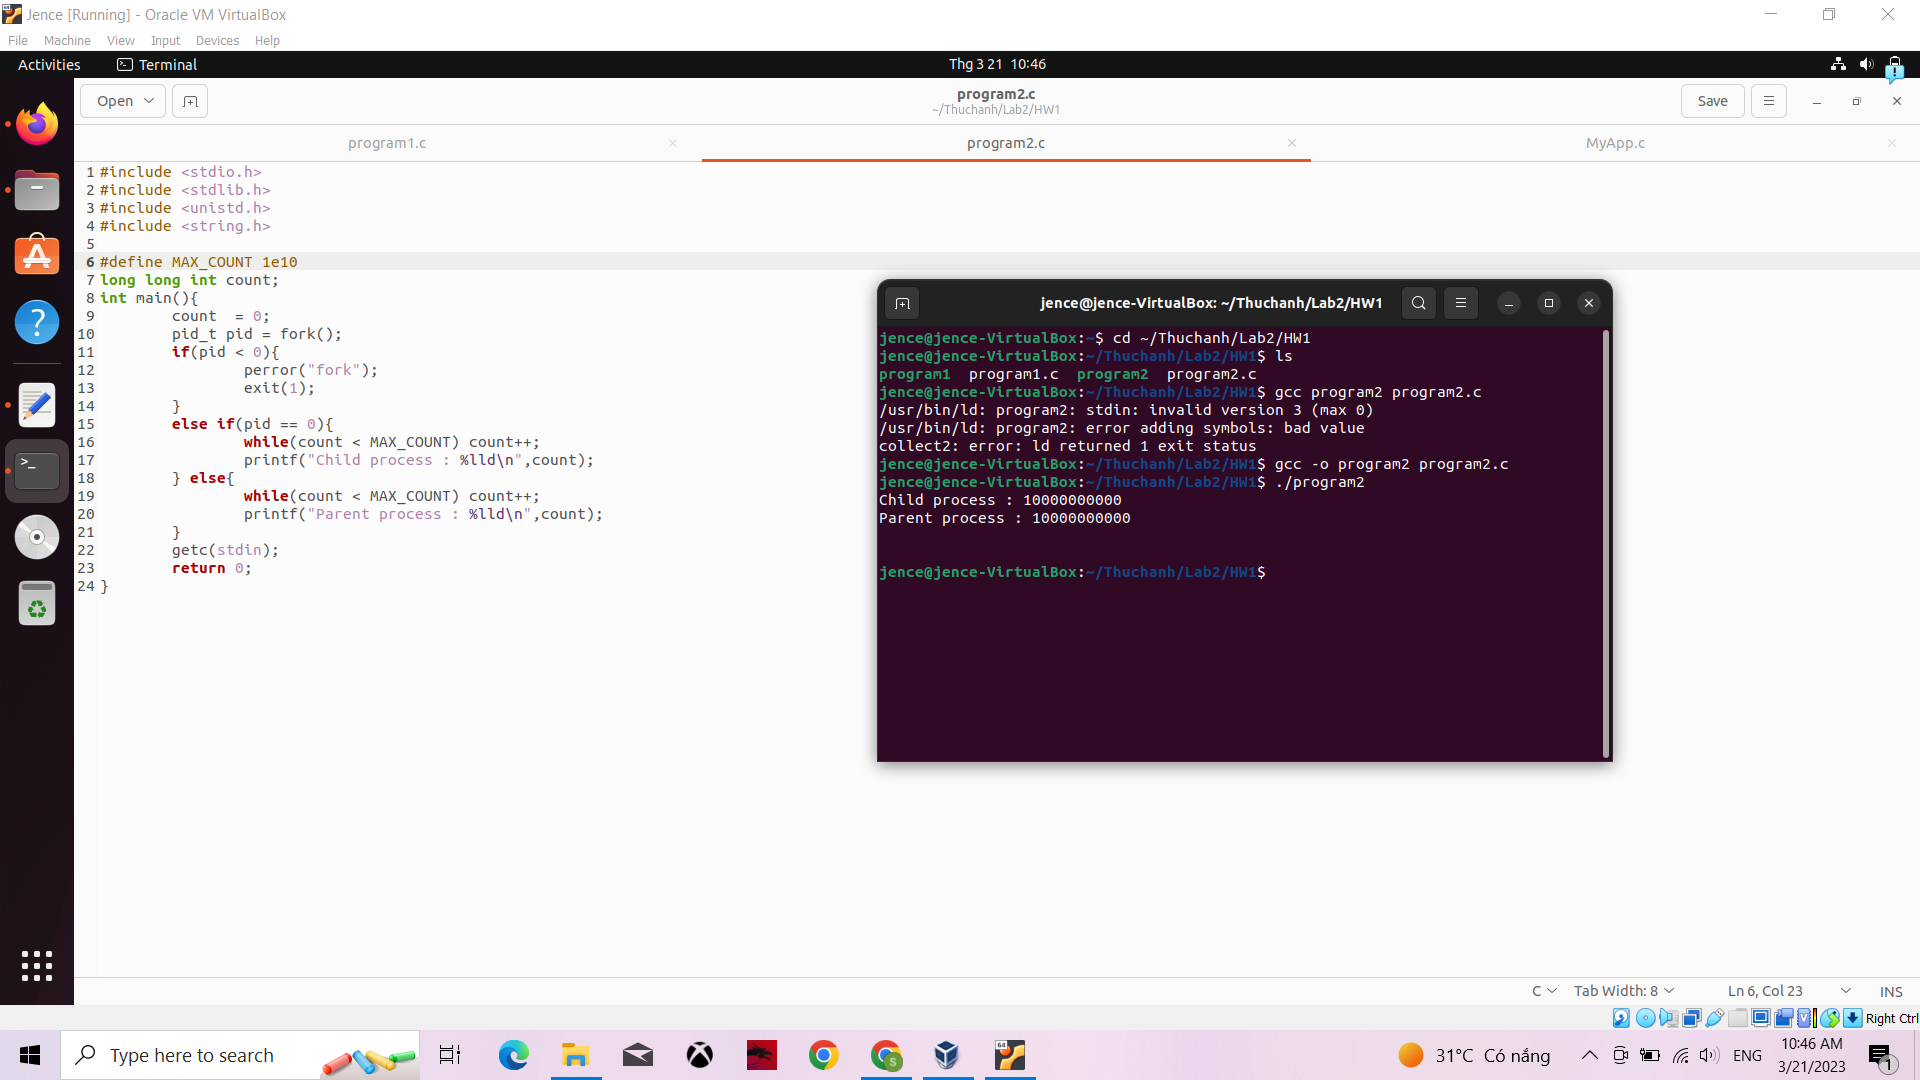 Jence [Running] - Oracle VM VirtualBox
File Machine View Input Devices Help
Activities Terminal Thg 3 21 10:46
Open program2.c Save
~/Thuchanh/Lab2/HW1
program1.c program2.c MyApp.c
1 #include <stdio.h>
2 #include <stdlib.h>
3 #include <unistd.h>
4 #include <string.h>
5
6 #define MAX_COUNT 1e10
7 long long int count;
8 int main(){
9 count  = 0;
10 pid_t pid = fork();
11 if(pid < 0){
12 perror("fork");
13 exit(1);
14 }
15 else if(pid == 0){
16 while(count < MAX_COUNT) count++;
17 printf("Child process : %lld\n",count);
18 } else{
19 while(count < MAX_COUNT) count++;
20 printf("Parent process : %lld\n",count);
21 }
22 getc(stdin);
23 return 0;
24 }
jence@jence-VirtualBox: ~/Thuchanh/Lab2/HW1
jence@jence-VirtualBox:~$ cd ~/Thuchanh/Lab2/HW1
jence@jence-VirtualBox:~/Thuchanh/Lab2/HW1$ ls
program1  program1.c  program2  program2.c
jence@jence-VirtualBox:~/Thuchanh/Lab2/HW1$ gcc program2 program2.c
/usr/bin/ld: program2: stdin: invalid version 3 (max 0)
/usr/bin/ld: program2: error adding symbols: bad value
collect2: error: ld returned 1 exit status
jence@jence-VirtualBox:~/Thuchanh/Lab2/HW1$ gcc -o program2 program2.c
jence@jence-VirtualBox:~/Thuchanh/Lab2/HW1$ ./program2
Child process : 10000000000
Parent process : 10000000000
jence@jence-VirtualBox:~/Thuchanh/Lab2/HW1$
C Tab Width: 8 Ln 6, Col 23 INS
Right Ctrl
Type here to search
64
S
31°C Có nắng ENG
10:46 AM
3/21/2023
1